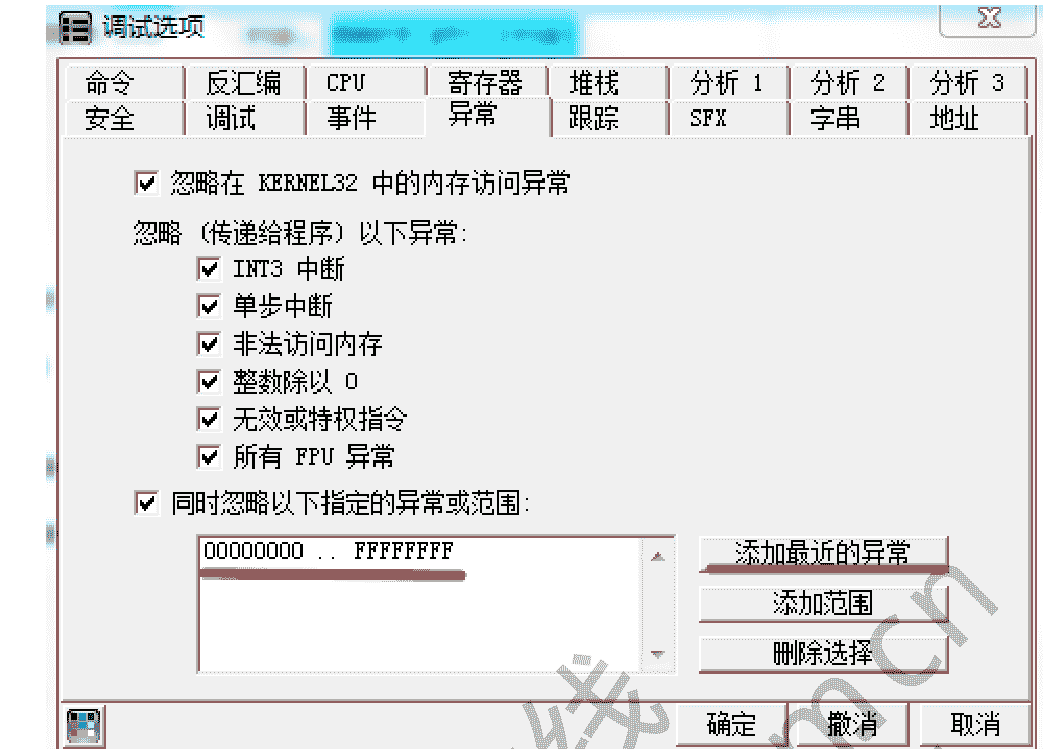 调试选项
命令 反汇编 CPU 寄存器 堆栈 分析 1 分析 2 分析 3
安全 调试 事件 异常 跟踪 SFX 字串 地址
忽略在 KERNEL32 中的内存访问异常
忽略 (传递给程序) 以下异常:
INT3 中断
单步中断
非法访问内存
整数除以 0
无效或特权指令
所有 FPU 异常
同时忽略以下指定的异常或范围:
00000000 .. FFFFFFFF
添加最近的异常
添加范围
删除选择
确定 撤消 取消